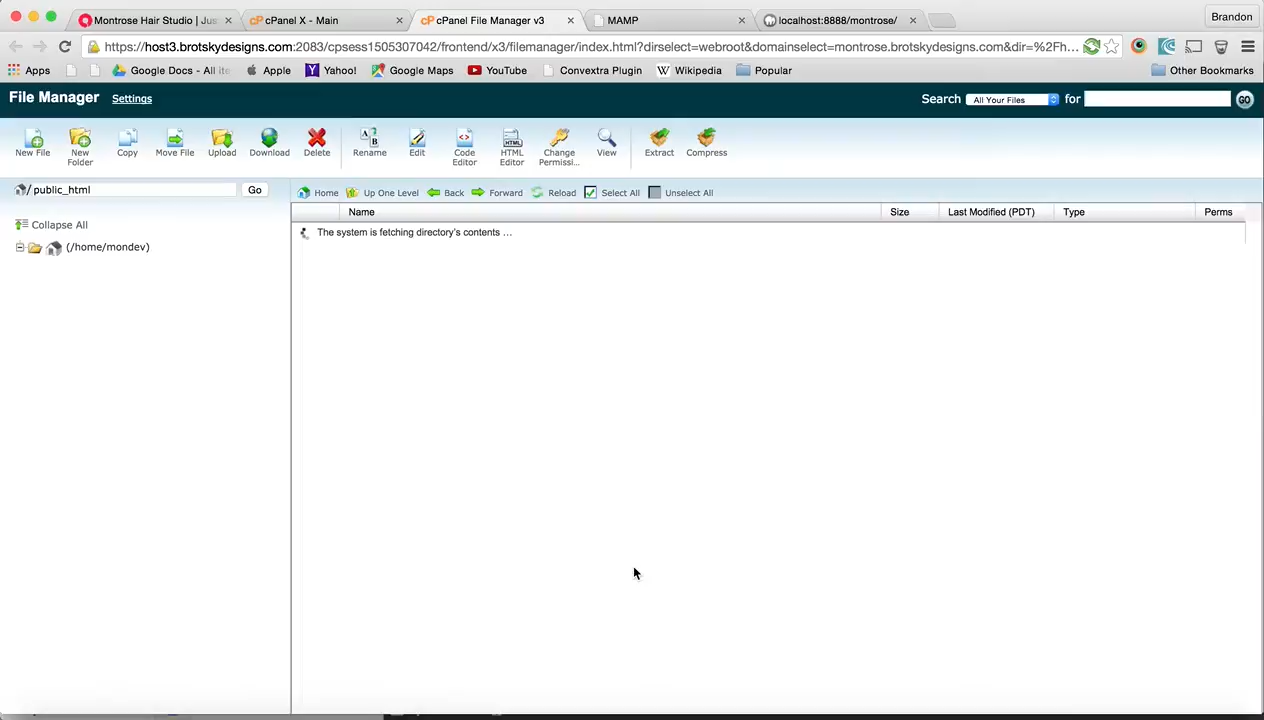 Montrose Hair Studio | Jus
cPanel X - Main
cPanel File Manager v3
MAMP
localhost:8888/montrose/
Brandon
https://host3.brotskydesigns.com:2083/cpsess1505307042/frontend/x3/filemanager/index.html?dirselect=webroot&domainselect=montrose.brotskydesigns.com&dir=%2Fh...
Apps
Google Docs - All ite
Apple
Yahoo!
Google Maps
YouTube
Convextra Plugin
Wikipedia
Popular
Other Bookmarks
File Manager
Settings
Search
All Your Files
for
GO
New File
New Folder
Copy
Move File
Upload
Download
Delete
Rename
Edit
Code Editor
HTML Editor
Change Permissi...
View
Extract
Compress
/ public_html
Go
Home
Up One Level
Back
Forward
Reload
Select All
Unselect All
Collapse All
(/home/mondev)
Name
Size
Last Modified (PDT)
Type
Perms
The system is fetching directory's contents ...